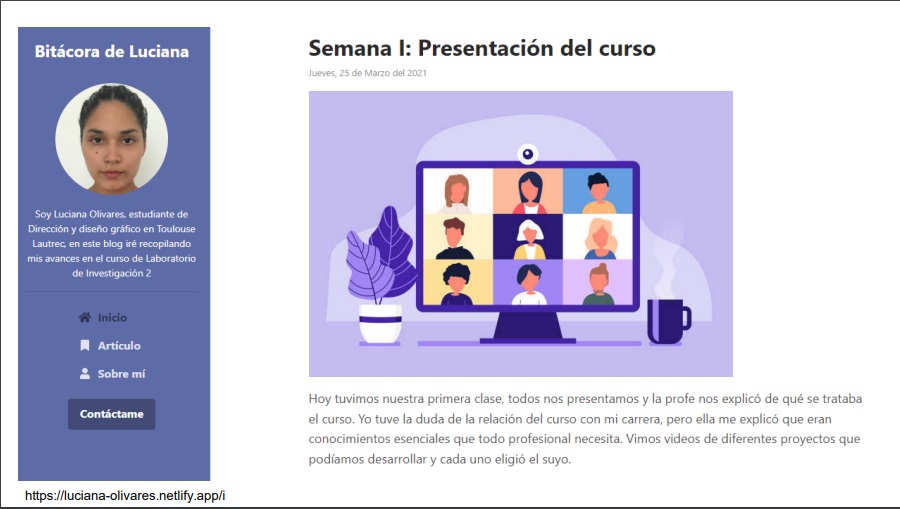 Bitácora de Luciana
Soy Luciana Olivares, estudiante de
Dirección y diseño gráfico en Toulouse
Lautrec, en este blog iré recopilando
mis avances en el curso de Laboratorio
de Investigación 2
Inicio
Artículo
Sobre mí
Contáctame
https://luciana-olivares.netlify.app/i
Semana I: Presentación del curso
Jueves, 25 de Marzo del 2021
Hoy tuvimos nuestra primera clase, todos nos presentamos y la profe nos explicó de qué se trataba
el curso. Yo tuve la duda de la relación del curso con mi carrera, pero ella me explicó que eran
conocimientos esenciales que todo profesional necesita. Vimos videos de diferentes proyectos que
podíamos desarrollar y cada uno eligió el suyo.